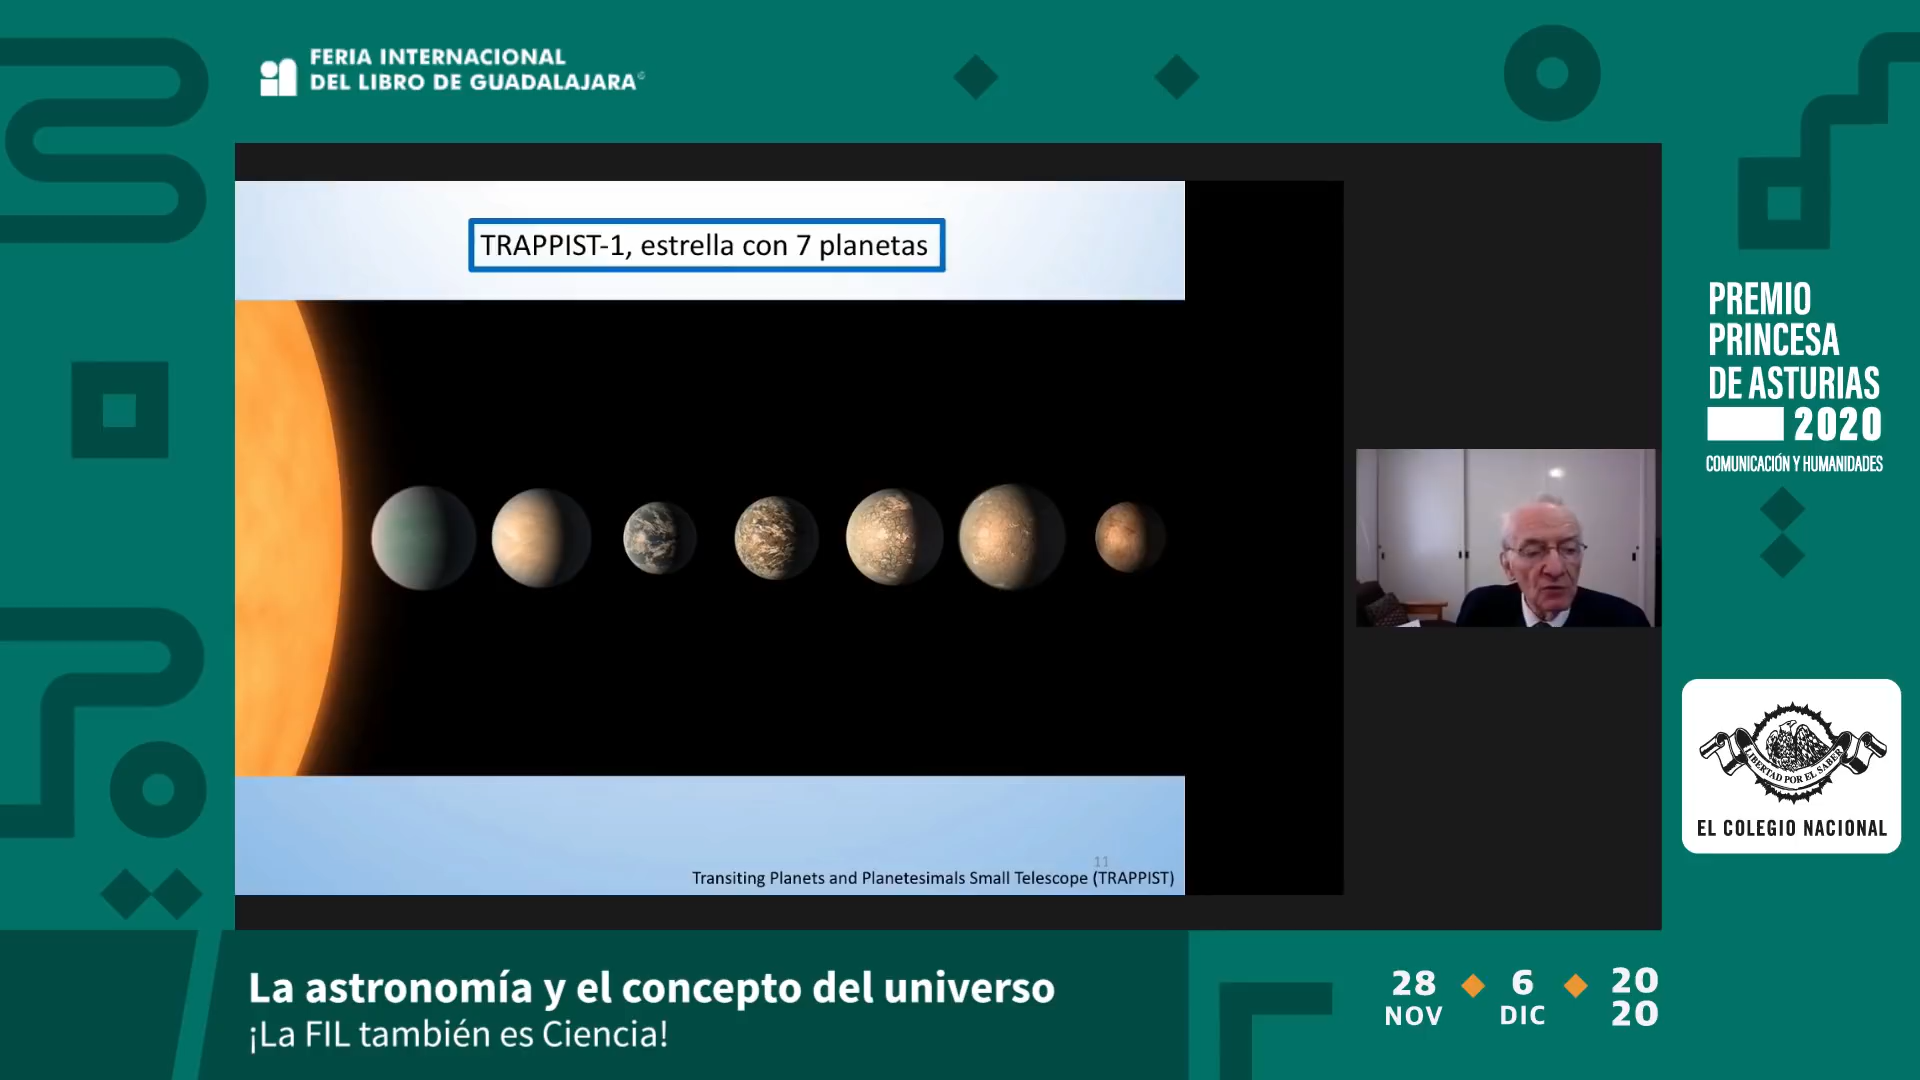 FERIA INTERNACIONAL
DEL LIBRO DE GUADALAJARA
TRAPPIST-1, estrella con 7 planetas
11
Transiting Planets and Planetesimals Small Telescope (TRAPPIST)
PREMIO
PRINCESA
DE ASTURIAS
2020
COMUNICACIÓN Y HUMANIDADES
LIBERTAD POR EL SABER
EL COLEGIO NACIONAL
La astronomía y el concepto del universo
¡La FIL también es Ciencia!
28 6 20
NOV DIC 20